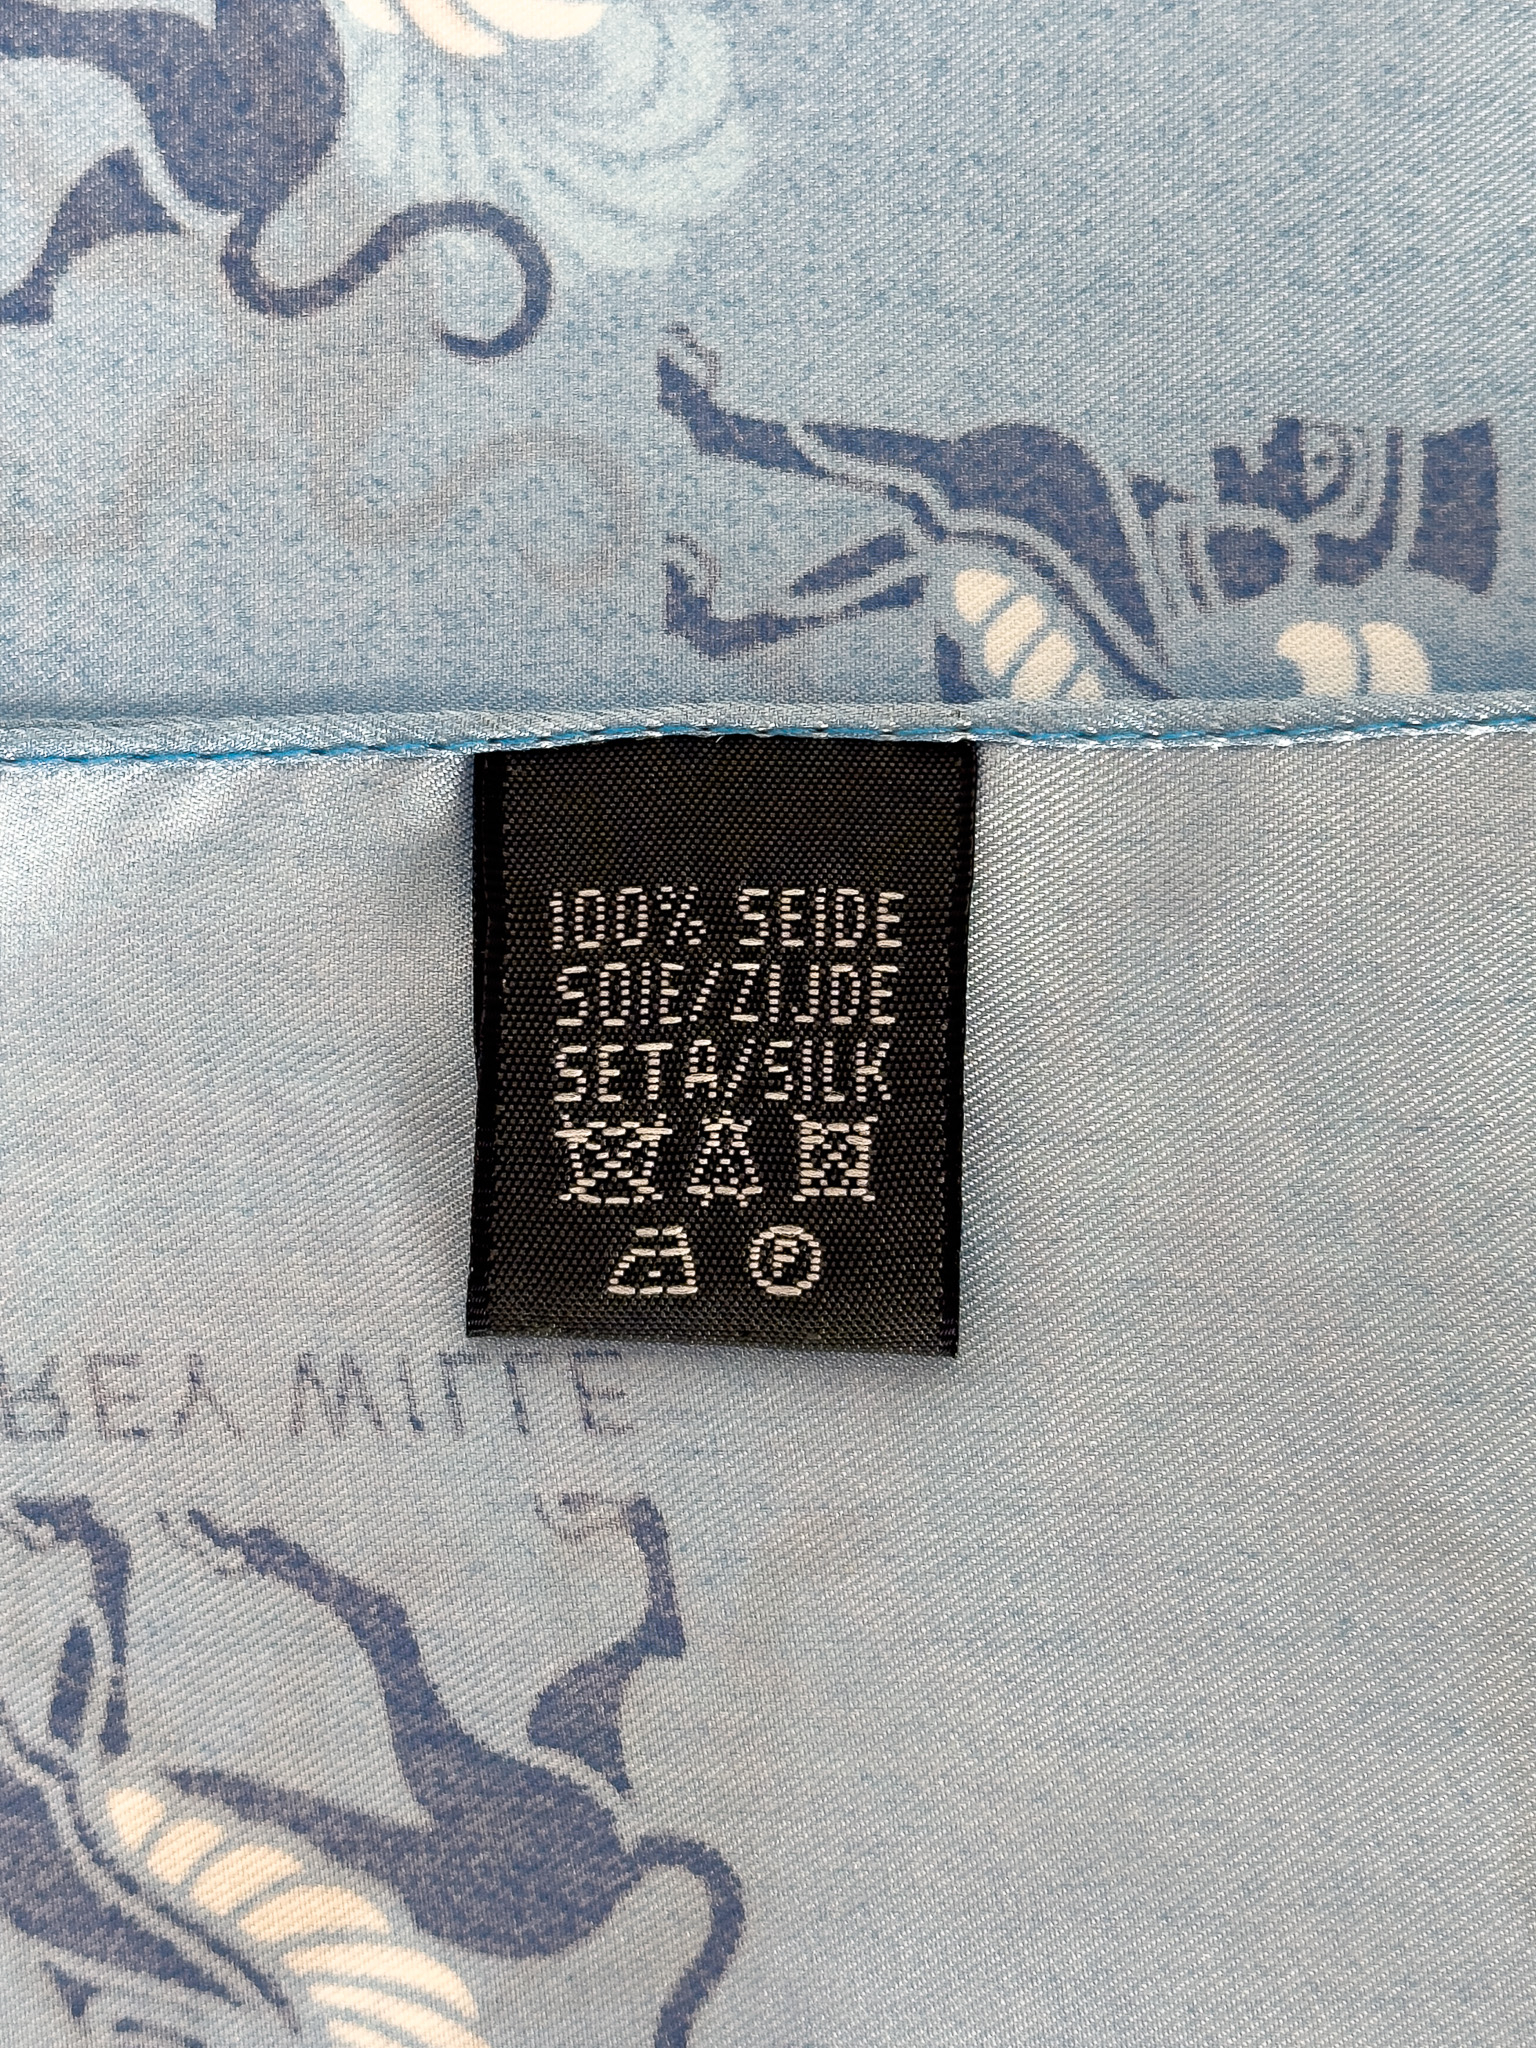 100% SEIDE
SOIE/ZIJDE
SETA/SILK
P